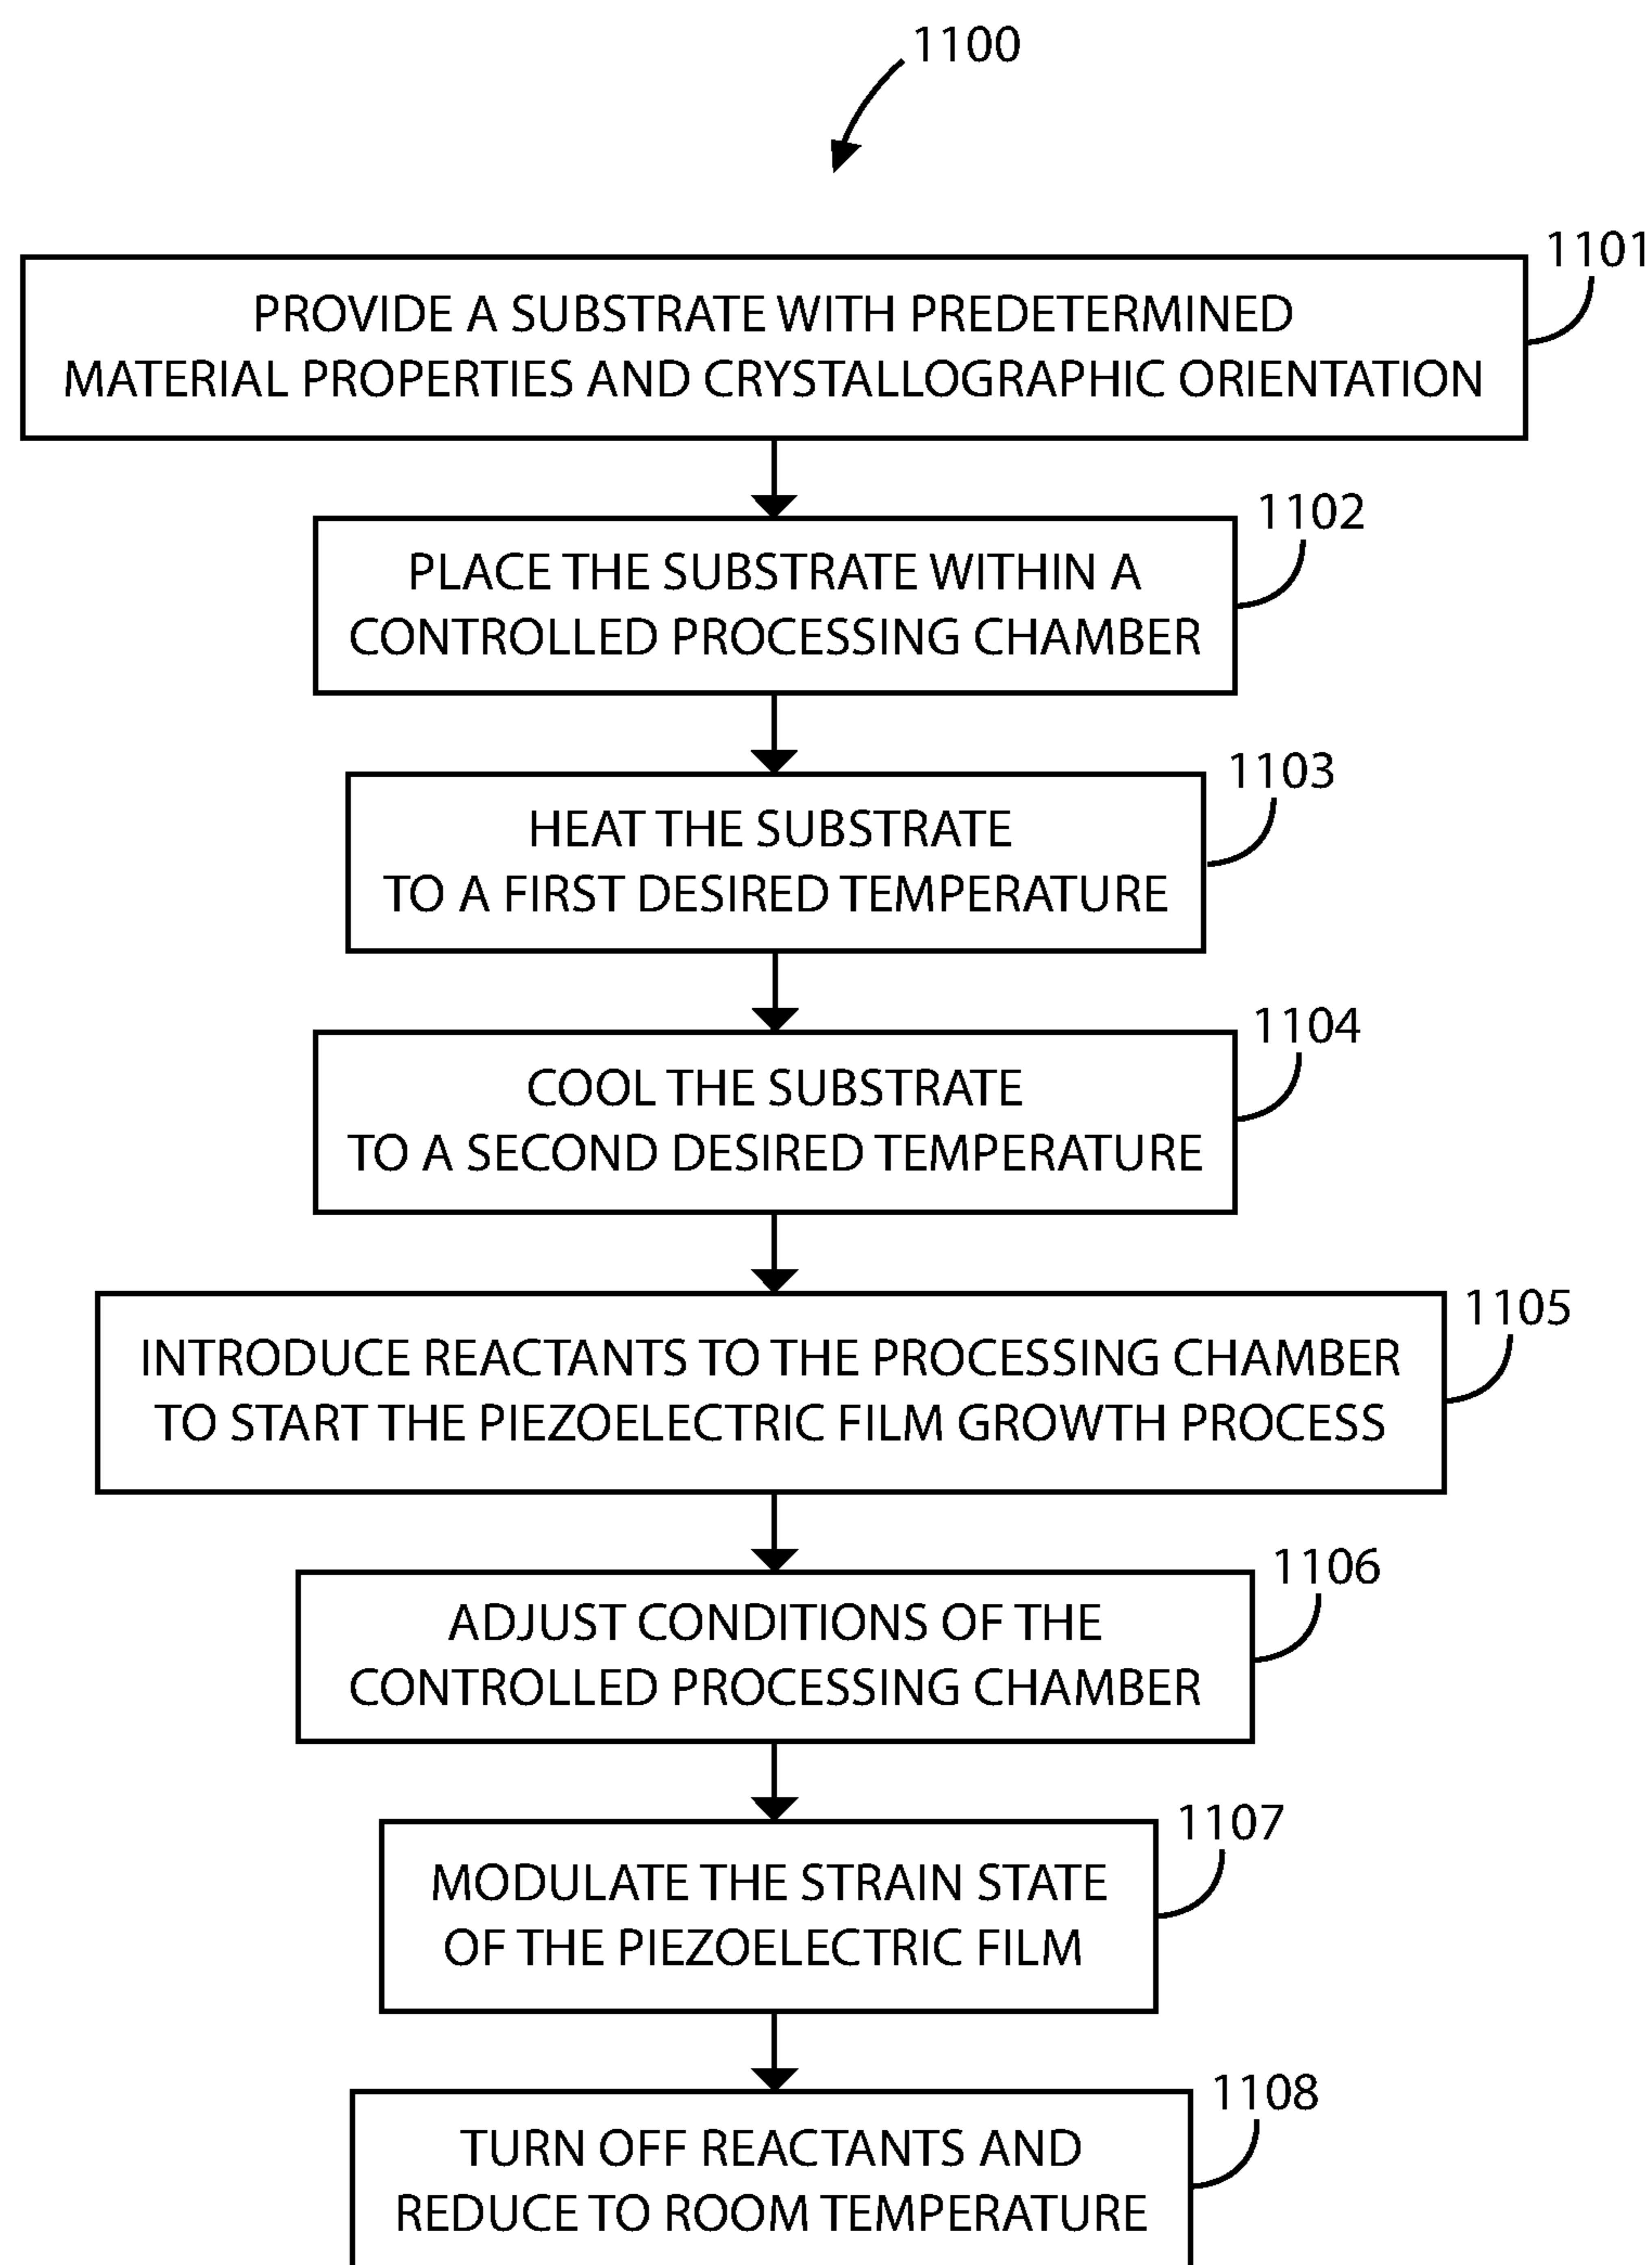 1100
1101
PROVIDE A SUBSTRATE WITH PREDETERMINED
MATERIAL PROPERTIES AND CRYSTALLOGRAPHIC ORIENTATION
1102
PLACE THE SUBSTRATE WITHIN A
CONTROLLED PROCESSING CHAMBER
1103
HEAT THE SUBSTRATE
TO A FIRST DESIRED TEMPERATURE
1104
COOL THE SUBSTRATE
TO A SECOND DESIRED TEMPERATURE
1105
INTRODUCE REACTANTS TO THE PROCESSING CHAMBER
TO START THE PIEZOELECTRIC FILM GROWTH PROCESS
1106
ADJUST CONDITIONS OF THE
CONTROLLED PROCESSING CHAMBER
1107
MODULATE THE STRAIN STATE
OF THE PIEZOELECTRIC FILM
1108
TURN OFF REACTANTS AND
REDUCE TO ROOM TEMPERATURE